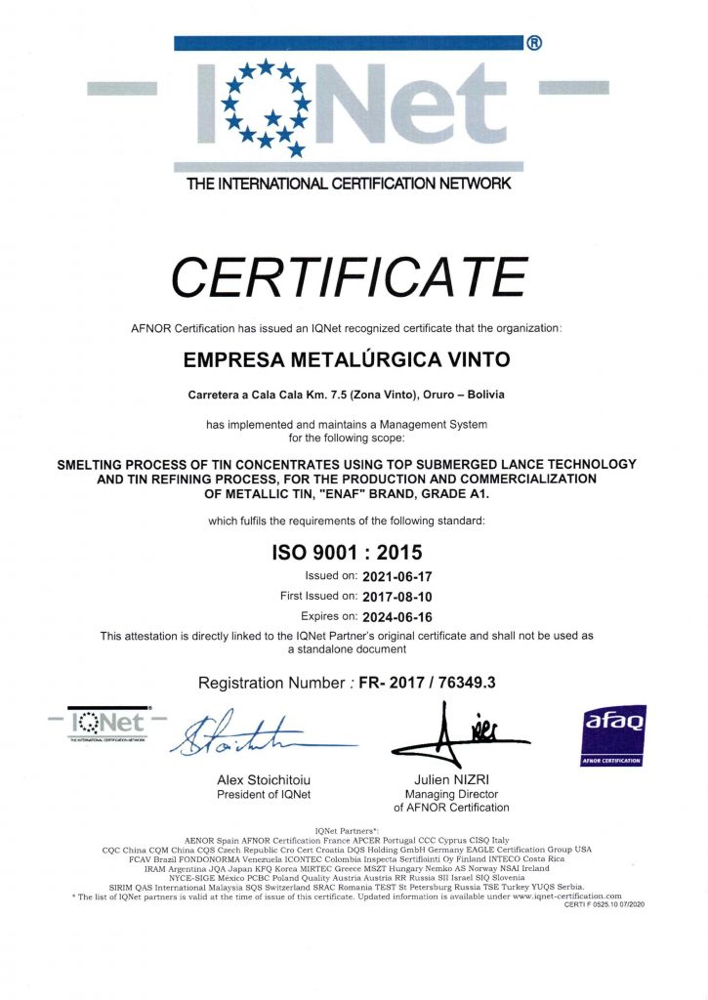 IQNet®
THE INTERNATIONAL CERTIFICATION NETWORK
CERTIFICATE
AFNOR Certification has issued an IQNet recognized certificate that the organization:
EMPRESA METALÚRGICA VINTO
Carretera a Cala Cala Km. 7.5 (Zona Vinto), Oruro – Bolivia
has implemented and maintains a Management System
for the following scope:
SMELTING PROCESS OF TIN CONCENTRATES USING TOP SUBMERGED LANCE TECHNOLOGY
AND TIN REFINING PROCESS, FOR THE PRODUCTION AND COMMERCIALIZATION
OF METALLIC TIN, "ENAF" BRAND, GRADE A1.
which fulfils the requirements of the following standard:
ISO 9001 : 2015
Issued on: 2021-06-17
First Issued on: 2017-08-10
Expires on: 2024-06-16
This attestation is directly linked to the IQNet Partner's original certificate and shall not be used as
a standalone document
Registration Number : FR- 2017 / 76349.3
IQNet®
THE INTERNATIONAL CERTIFICATION NETWORK
afaq
AFNOR CERTIFICATION
Alex Stoichitoiu
President of IQNet
Julien NIZRI
Managing Director
of AFNOR Certification
IQNet Partners*:
AENOR Spain AFNOR Certification France APCER Portugal CCC Cyprus CISQ Italy
CQC China CQM China CQS Czech Republic Cro Cert Croatia DQS Holding GmbH Germany EAGLE Certification Group USA
FCAV Brazil FONDONORMA Venezuela ICONTEC Colombia Inspecta Sertifiointi Oy Finland INTECO Costa Rica
IRAM Argentina JQA Japan KFQ Korea MIRTEC Greece MSZT Hungary Nemko AS Norway NSAI Ireland
NYCE-SIGE México PCBC Poland Quality Austria Austria RR Russia SII Israel SIQ Slovenia
SIRIM QAS International Malaysia SQS Switzerland SRAC Romania TEST St Petersburg Russia TSE Turkey YUQS Serbia.
* The list of IQNet partners is valid at the time of issue of this certificate. Updated information is available under www.iqnet-certification.com
CERTI F 0525.10 07/2020